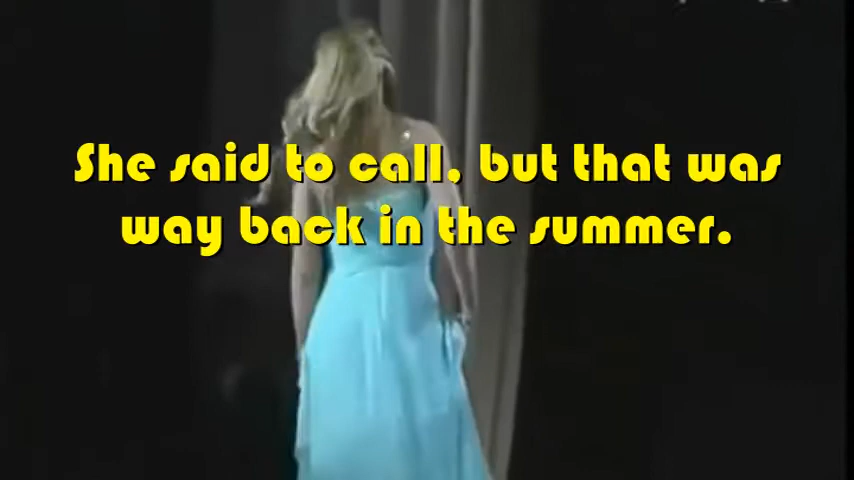 She said to call, but that was
way back in the summer.